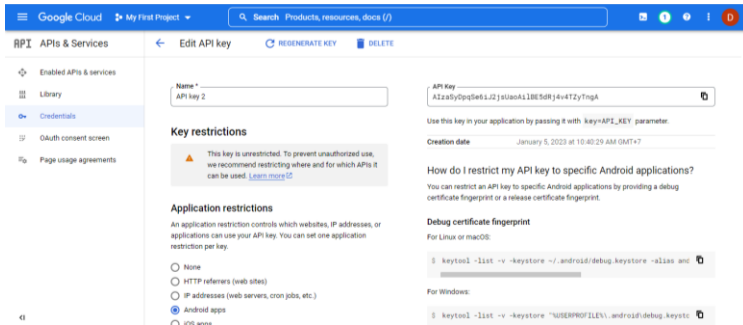 Google Cloud
My First Project
Search Products, resources, docs (/)
1
D
API APIs & Services
Edit API key
REGENERATE KEY
DELETE
Enabled APIs & services
Library
Credentials
OAuth consent screen
Page usage agreements
Name *
API key 2
Key restrictions
This key is unrestricted. To prevent unauthorized use,
we recommend restricting where and for which APIs it
can be used. Learn more
Application restrictions
An application restriction controls which websites, IP addresses, or
applications can use your API key. You can set one application
restriction per key.
None
HTTP referrers (web sites)
IP addresses (web servers, cron jobs, etc.)
Android apps
iOS apps
API Key
Use this key in your application by passing it with key=API_KEY parameter.
Creation date January 5, 2023 at 10:40:29 AM GMT+7
How do I restrict my API key to specific Android applications?
You can restrict an API key to specific Android applications by providing a debug
certificate fingerprint or a release certificate fingerprint.
Debug certificate fingerprint
For Linux or macOS:
$ keytool -list -v -keystore ~/.android/debug.keystore -alias anc
For Windows:
$ keytool -list -v -keystore "%USERPROFILE%\.android\debug.keystc